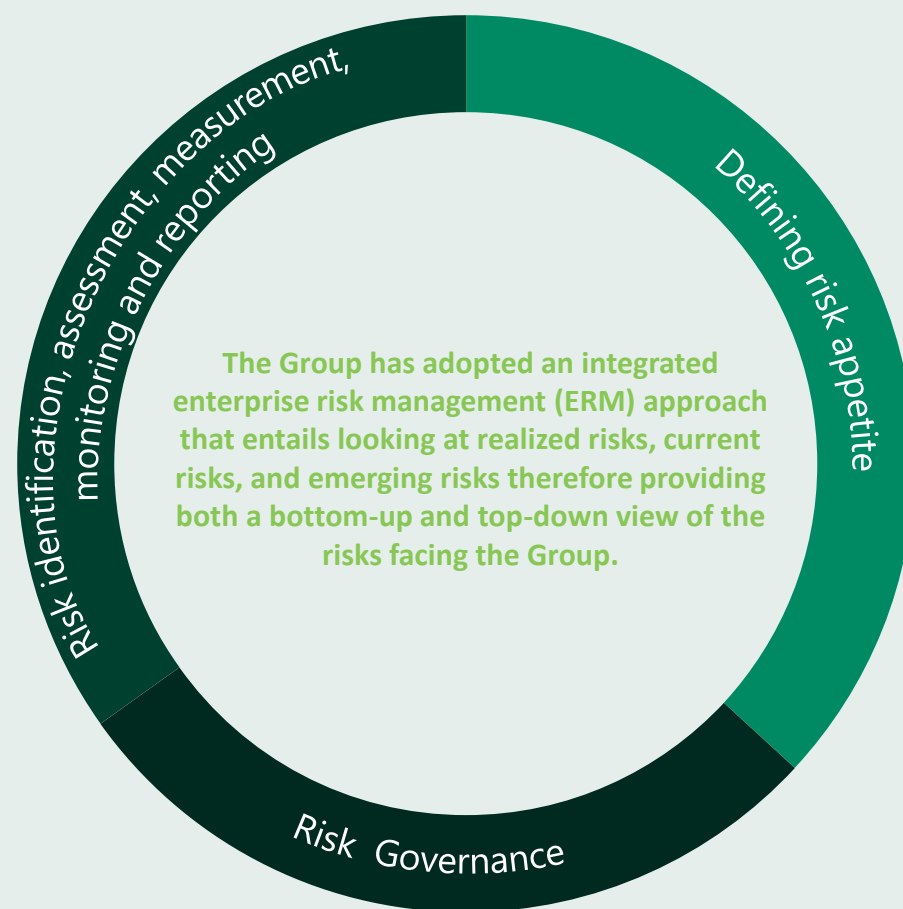 Risk identification, assessment, measurement,
monitoring and reporting
Defining risk appetite
The Group has adopted an integrated
enterprise risk management (ERM) approach
that entails looking at realized risks, current
risks, and emerging risks therefore providing
both a bottom-up and top-down view of the
risks facing the Group.
Risk Governance